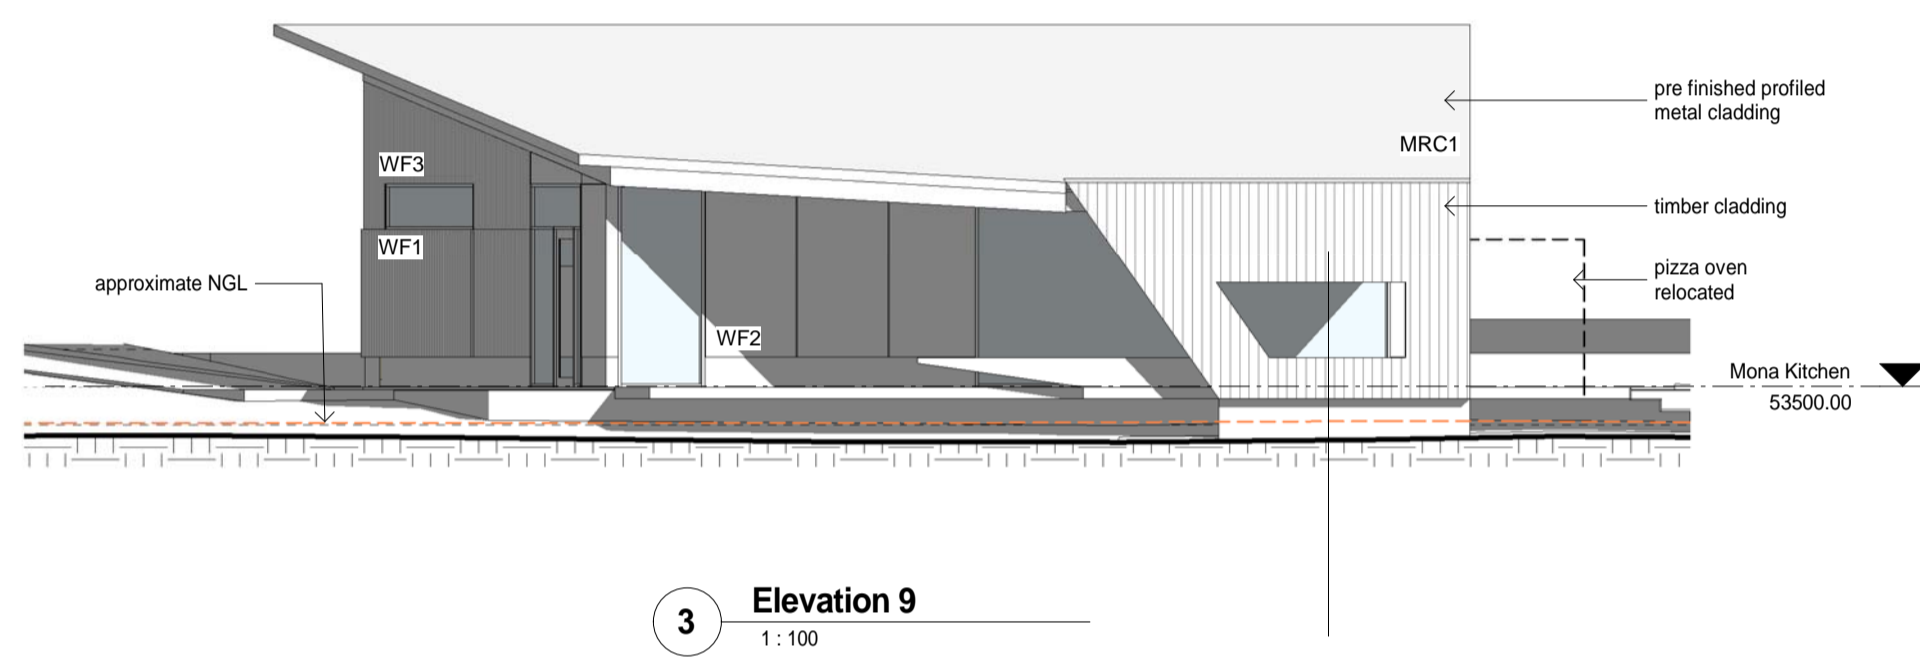 pre finished profiled
metal cladding
MRC1
WF3
timber cladding
WF1
approximate NGL
pizza oven
relocated
WF2
Mona Kitchen
53500.00
3
Elevation 9
1 : 100